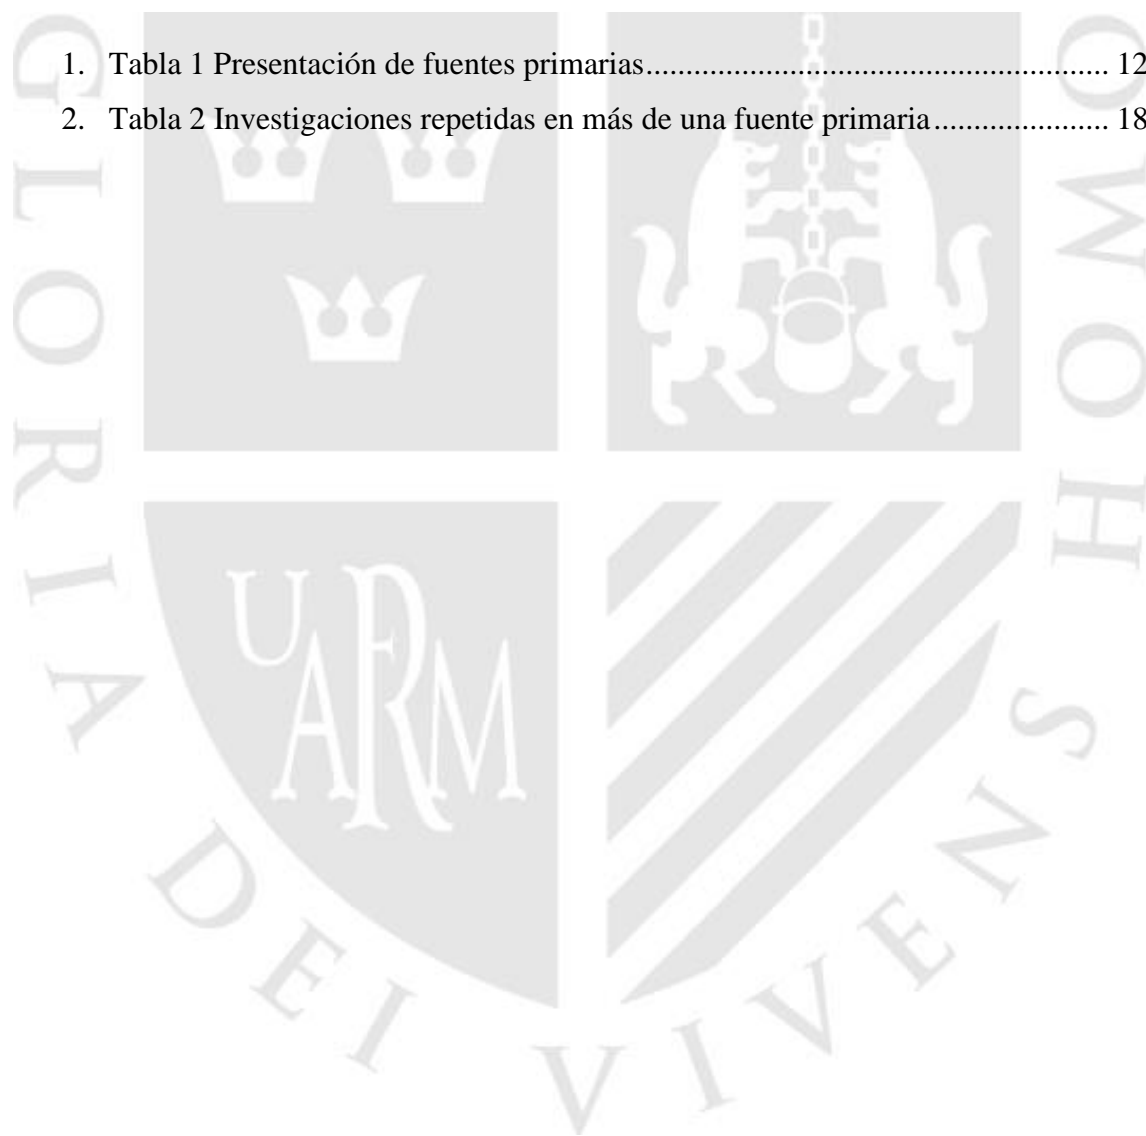 1. Tabla 1 Presentación de fuentes primarias.......................................................... 12
2. Tabla 2 Investigaciones repetidas en más de una fuente primaria...................... 18
GLORIA DEI VIVENS HOMO
UARM